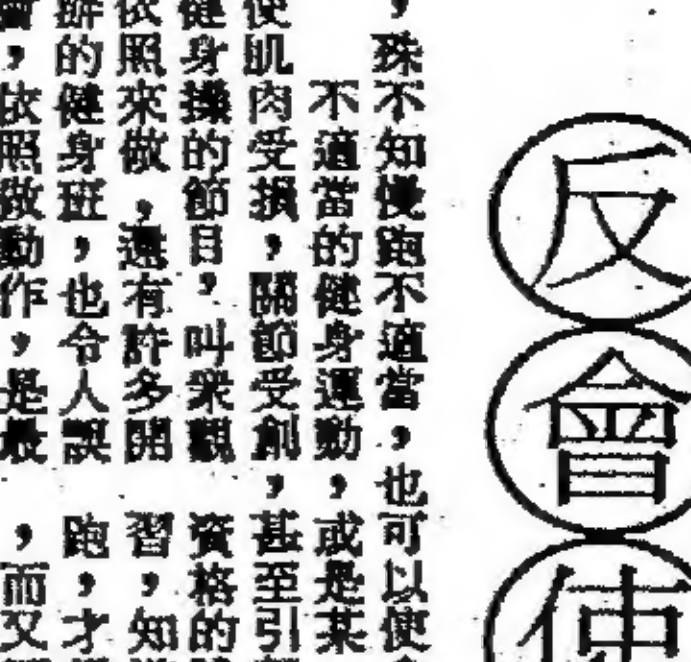 反會使
，殊不知慢跑不適當，也可以使
不適當的健身運動，或是某
使肌肉受損，關節受創，甚至引
健身操的節目，叫眾觀 資格的
依照來做，還有許多開 習，知
辦的健身班，也令人誤 跑，才
會，依照做動作，是最 ，而又